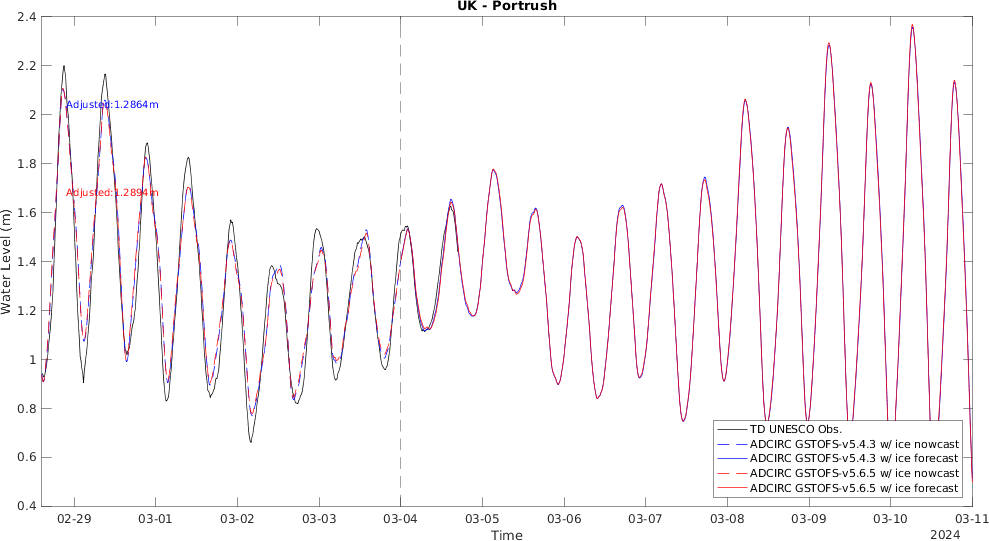 UK - Portrush
2.4
2.2
2
1.8
1.6
1.4
1.2
1
0.8
0.6
0.4
Water Level (m)
Adjusted:1.2864m
Adjusted:1.2894m
TD UNESCO Obs.
ADCIRC GSTOFS-v5.4.3 w/ ice nowcast
ADCIRC GSTOFS-v5.4.3 w/ ice forecast
ADCIRC GSTOFS-v5.6.5 w/ ice nowcast
ADCIRC GSTOFS-v5.6.5 w/ ice forecast
02-29 03-01 03-02 03-03 03-04 03-05 03-06 03-07 03-08 03-09 03-10 03-11
Time
2024